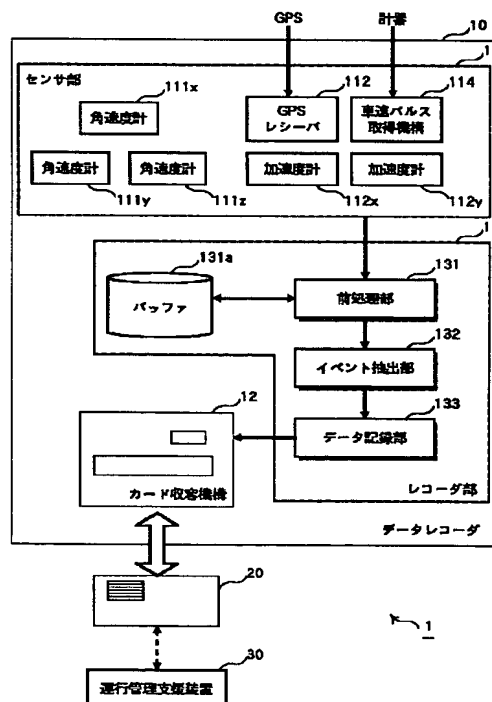 GPS
計器
10
1
センサ部
111x
角速度計
112
GPS
レシーバ
114
車速パルス
取得機構
角速度計
角速度計
加速度計
加速度計
111y
111z
112x
112y
1
131a
バッファ
131
前処理部
132
イベント抽出部
133
データ記録部
12
カード収容機構
レコーダ部
データレコーダ
20
1
30
運行管理支援装置